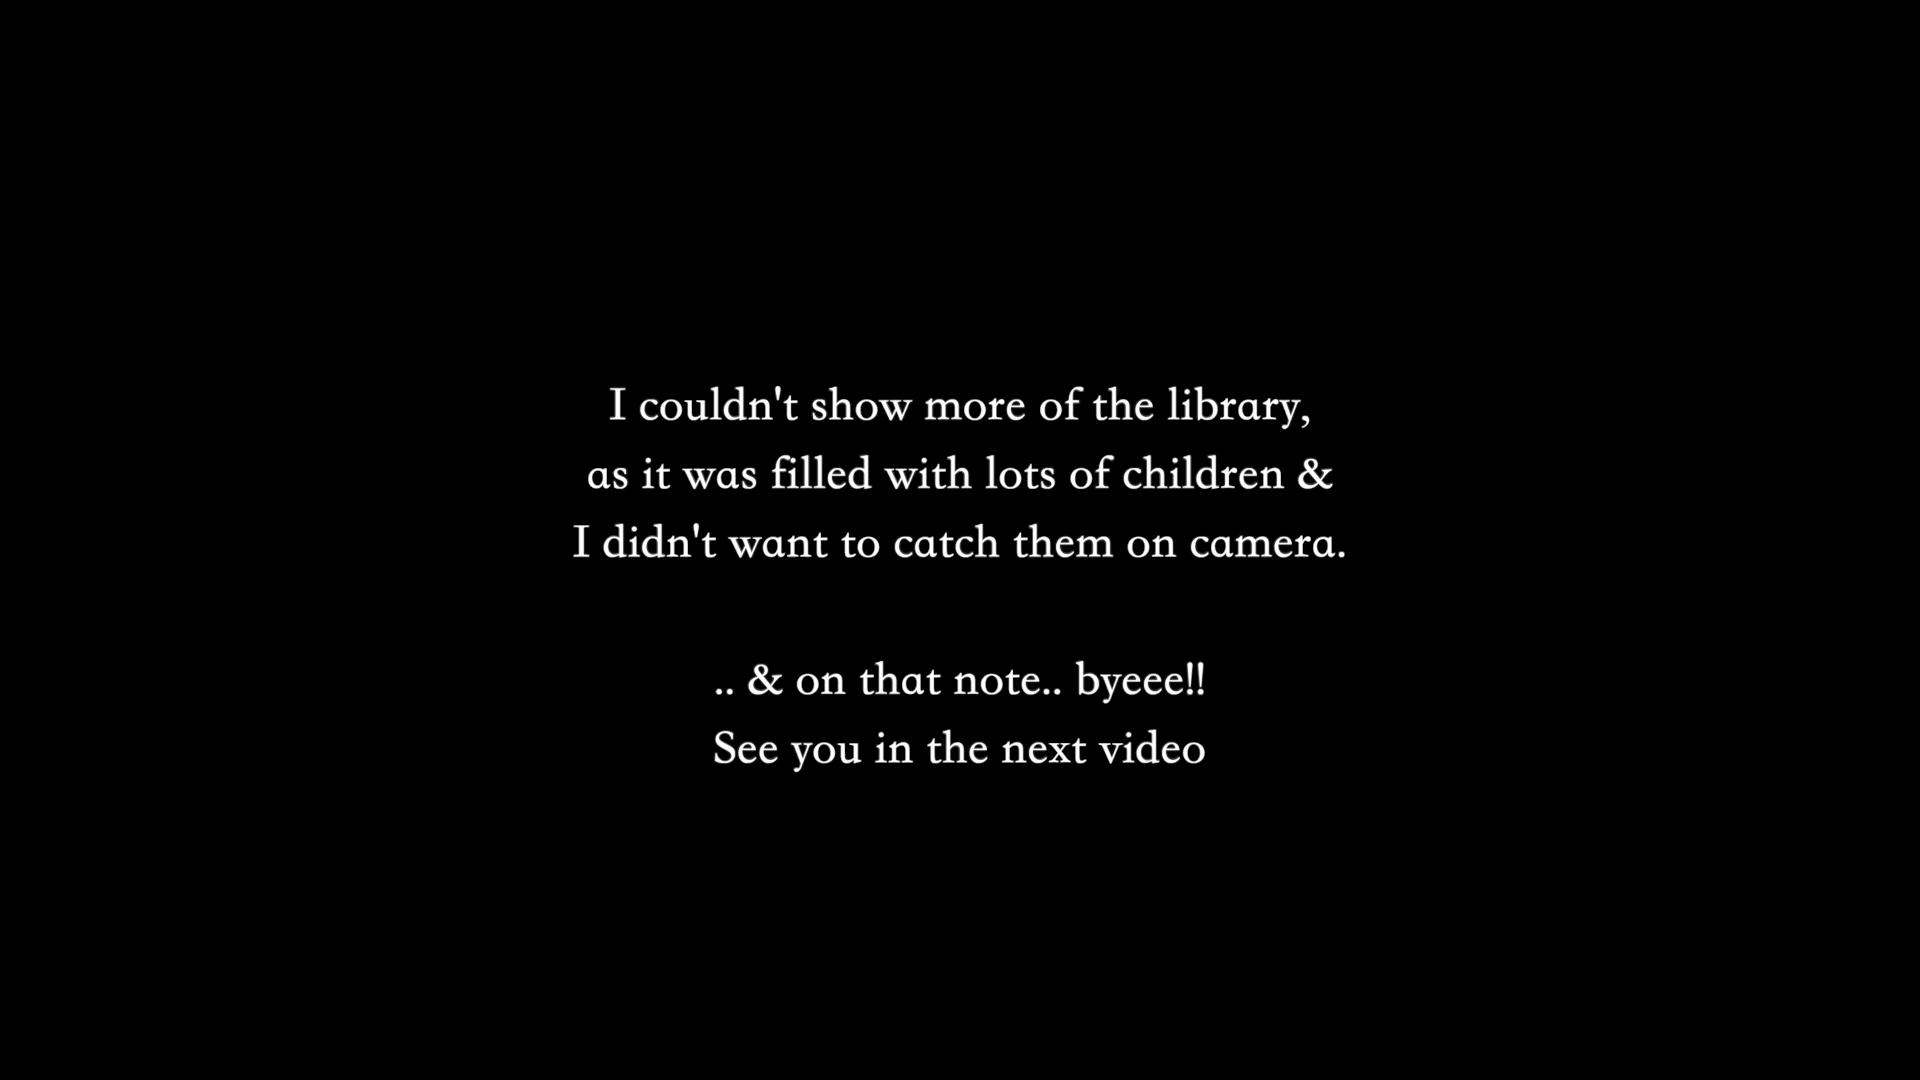 I couldn't show more of the library,
as it was filled with lots of children &
I didn't want to catch them on camera.
.. & on that note.. byeee!!
See you in the next video